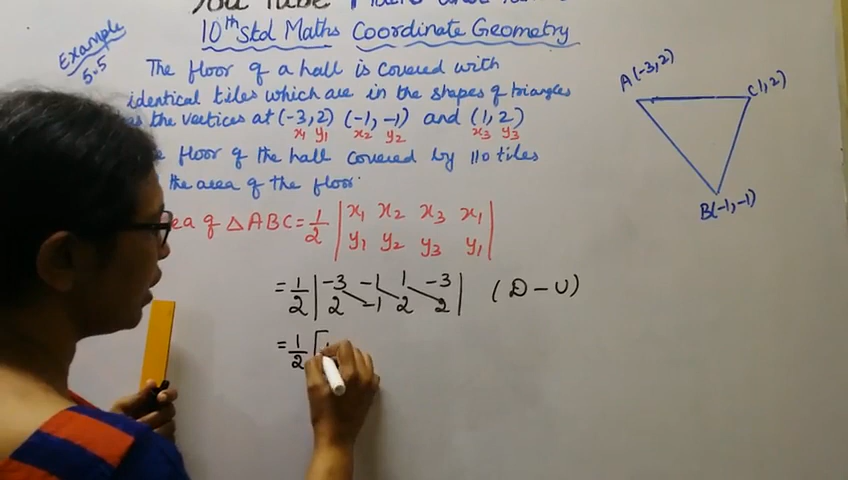 You Tube
10th Std Maths Coordinate Geometry
Example
5.5
The floor of a hall is covered with
identical tiles which are in the shapes of triangles
the vertices at (-3,2) (-1,-1) and (1,2)
x₁ y₁ x₂ y₂ x₃ y₃
floor of the hall covered by 110 tiles
the area of the floor.
A(-3,2)
C(1,2)
B(-1,-1)
of △ABC = 1/2 | x₁ x₂ x₃ x₁ |
| y₁ y₂ y₃ y₁ |
= 1/2 | -3 -1 1 -3 | (D-U)
| 2 -1 2 2 |
= 1/2 [